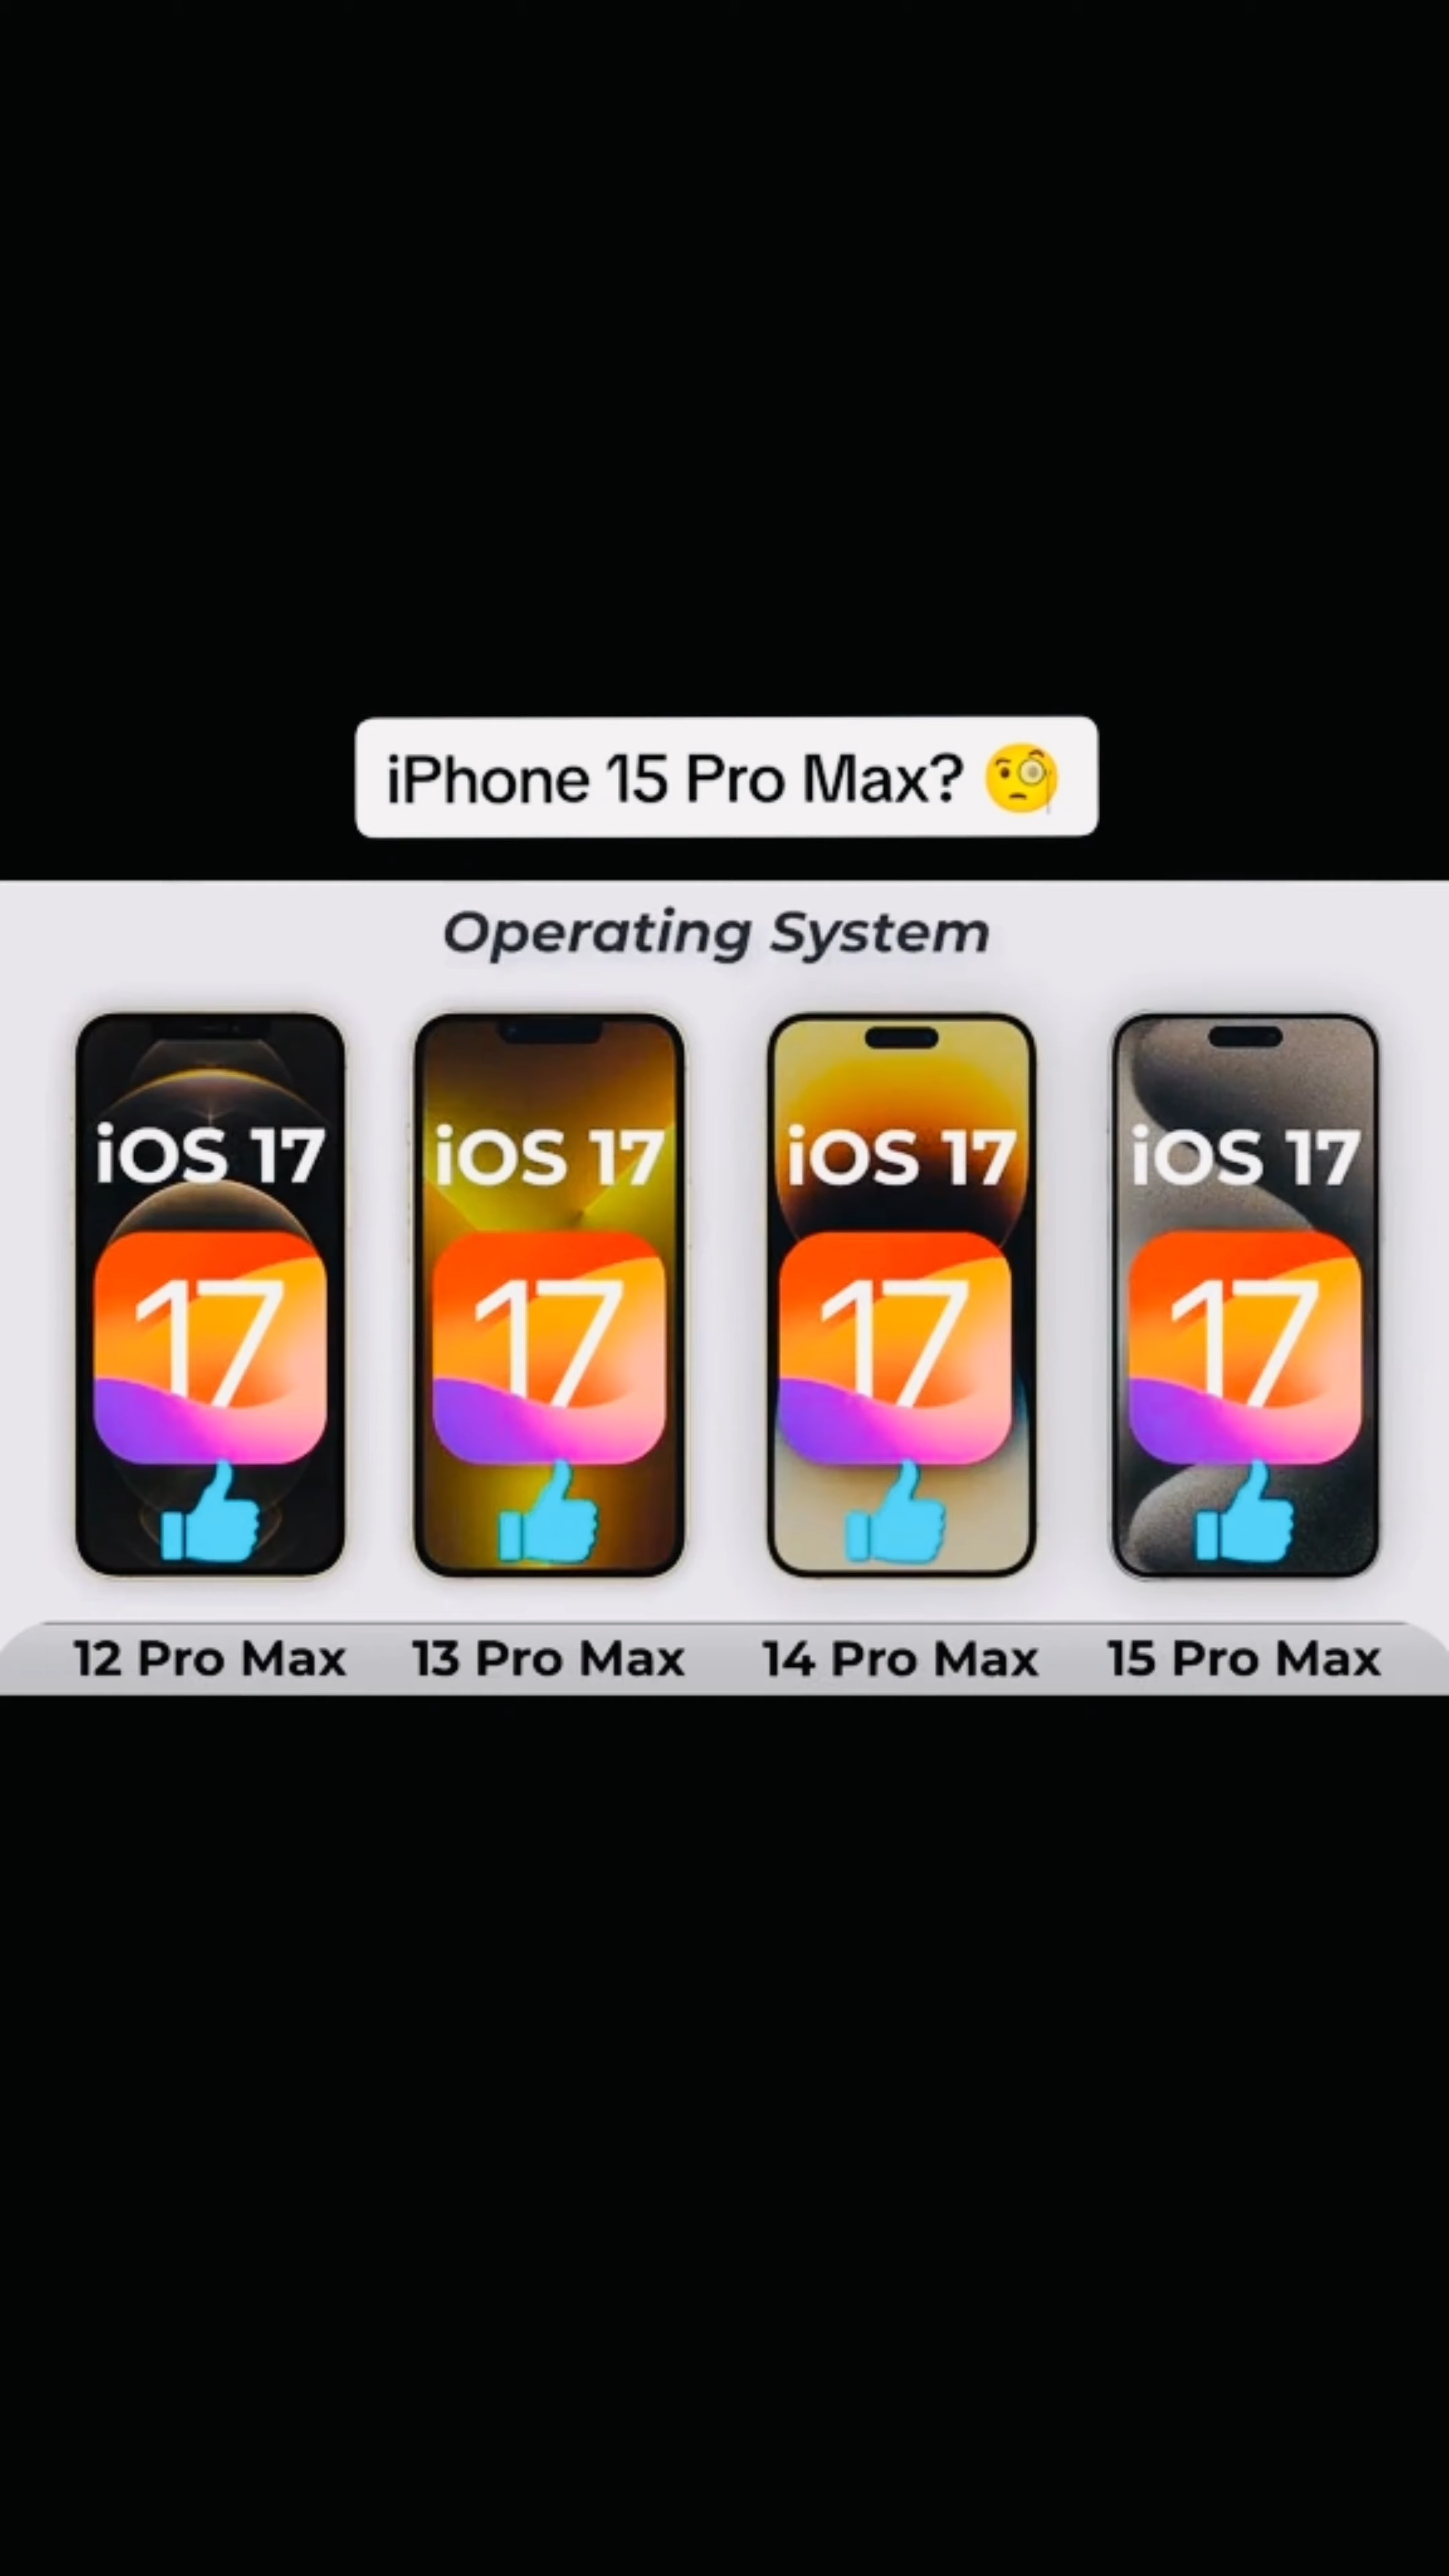 iPhone 15 Pro Max? 🧐
Operating System
iOS 17 iOS 17 iOS 17 iOS 17
17 17 17 17
12 Pro Max 13 Pro Max 14 Pro Max 15 Pro Max